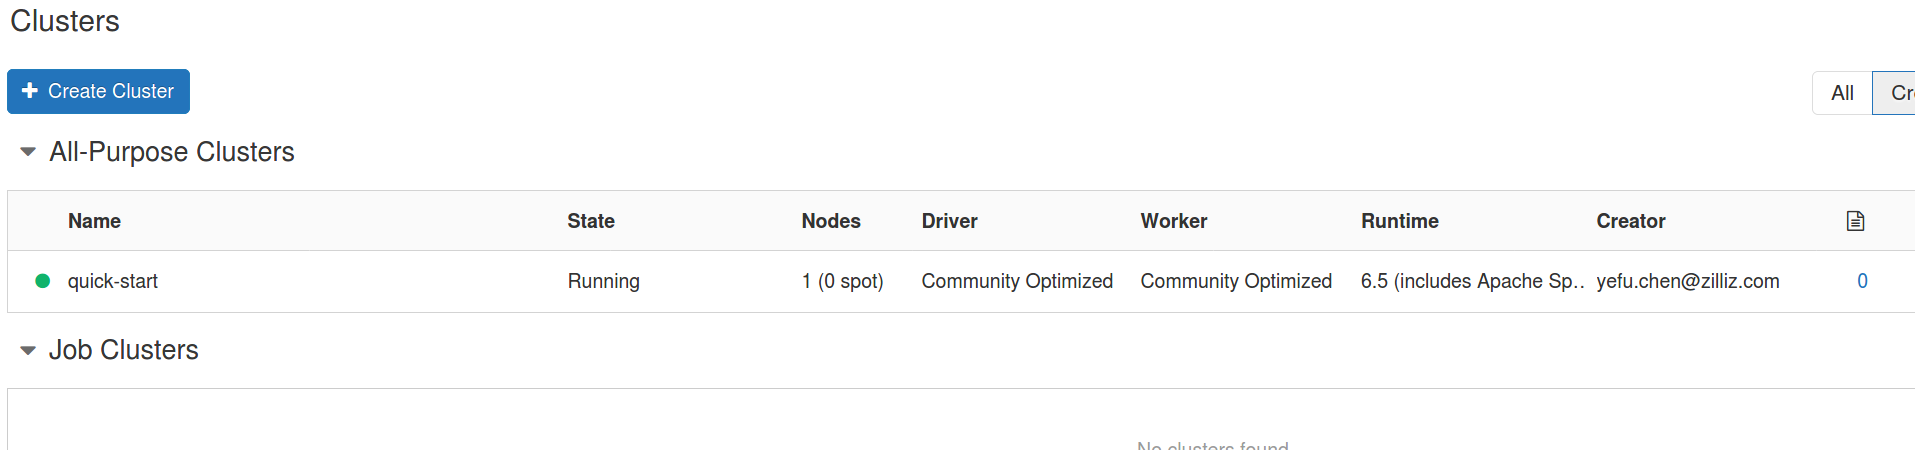 Clusters
Create Cluster
All
All-Purpose Clusters
Name State Nodes Driver Worker Runtime Creator
quick-start Running 1 (0 spot) Community Optimized Community Optimized 6.5 (includes Apache Sp.. yefu.chen@zilliz.com 0
Job Clusters
No clusters found